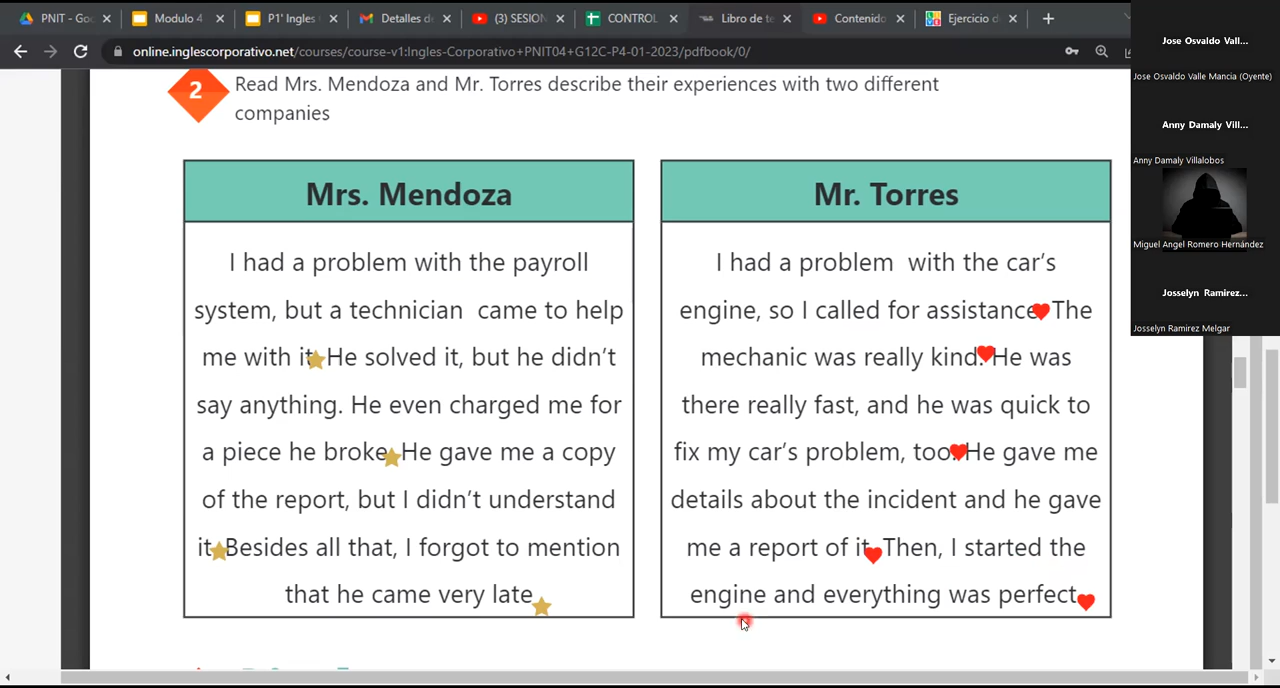 PNIT - Goo
Modulo 4
P1' Ingles
Detalles de
(3) SESION
CONTROL
Libro de te
Contenido
Ejercicio d
online.inglescorporativo.net/courses/course-v1:Ingles-Corporativo+PNIT04+G12C-P4-01-2023/pdfbook/0/
Jose Osvaldo Vall...
Jose Osvaldo Valle Mancia (Oyente)
Anny Damaly Vill...
Anny Damaly Villalobos
Miguel Angel Romero Hernández
Josselyn Ramirez...
Josselyn Ramirez Melgar
2
Read Mrs. Mendoza and Mr. Torres describe their experiences with two different
companies
Mrs. Mendoza
I had a problem with the payroll
system, but a technician came to help
me with it. He solved it, but he didn't
say anything. He even charged me for
a piece he broke. He gave me a copy
of the report, but I didn't understand
it. Besides all that, I forgot to mention
that he came very late
Mr. Torres
I had a problem with the car's
engine, so I called for assistance. The
mechanic was really kind. He was
there really fast, and he was quick to
fix my car's problem, too. He gave me
details about the incident and he gave
me a report of it. Then, I started the
engine and everything was perfect.